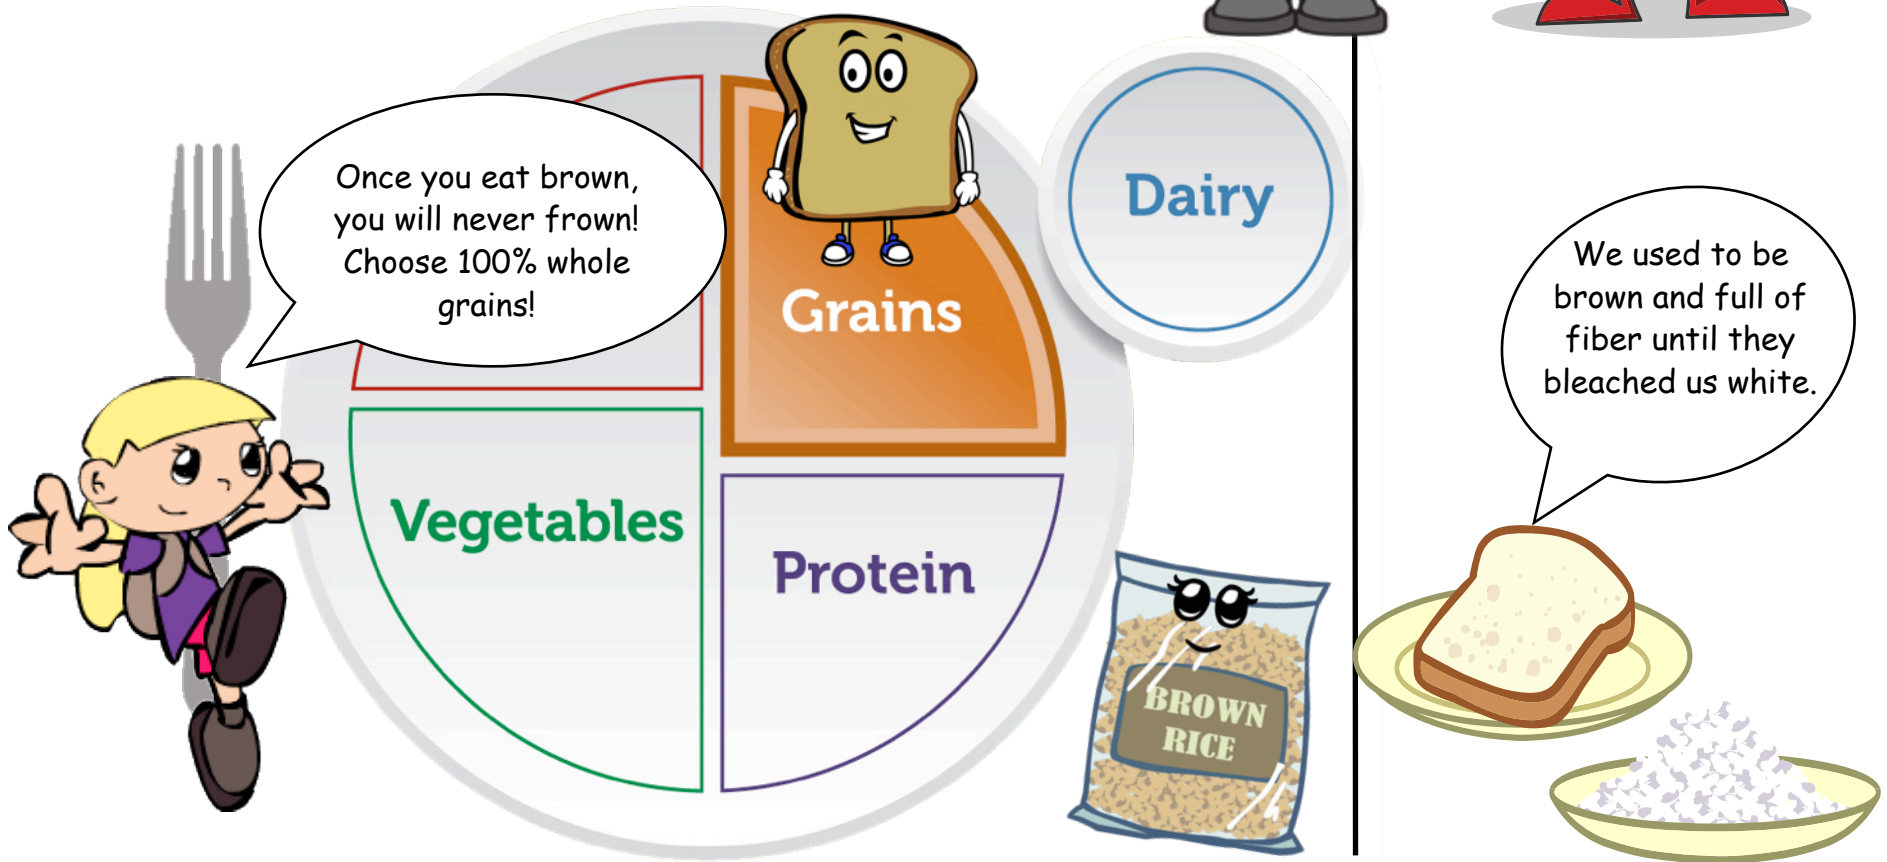 Once you eat brown,
you will never frown!
Choose 100% whole
grains!
Grains
Dairy
Vegetables
Protein
BROWN
RICE
We used to be
brown and full of
fiber until they
bleached us white.